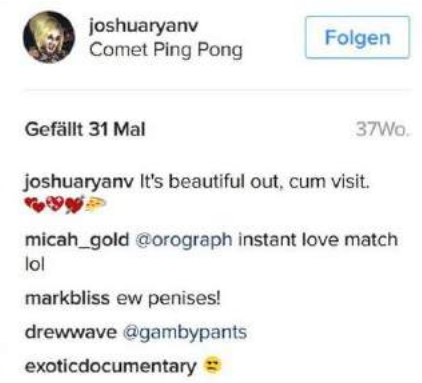 joshuaryanv
Comet Ping Pong
Folgen
Gefällt 31 Mal
37Wo.
joshuaryanv It's beautiful out, cum visit.
💕💖💘🍕
micah_gold @orograph instant love match
lol
markbliss ew penises!
drewwave @gambypants
exoticdocumentary 😒